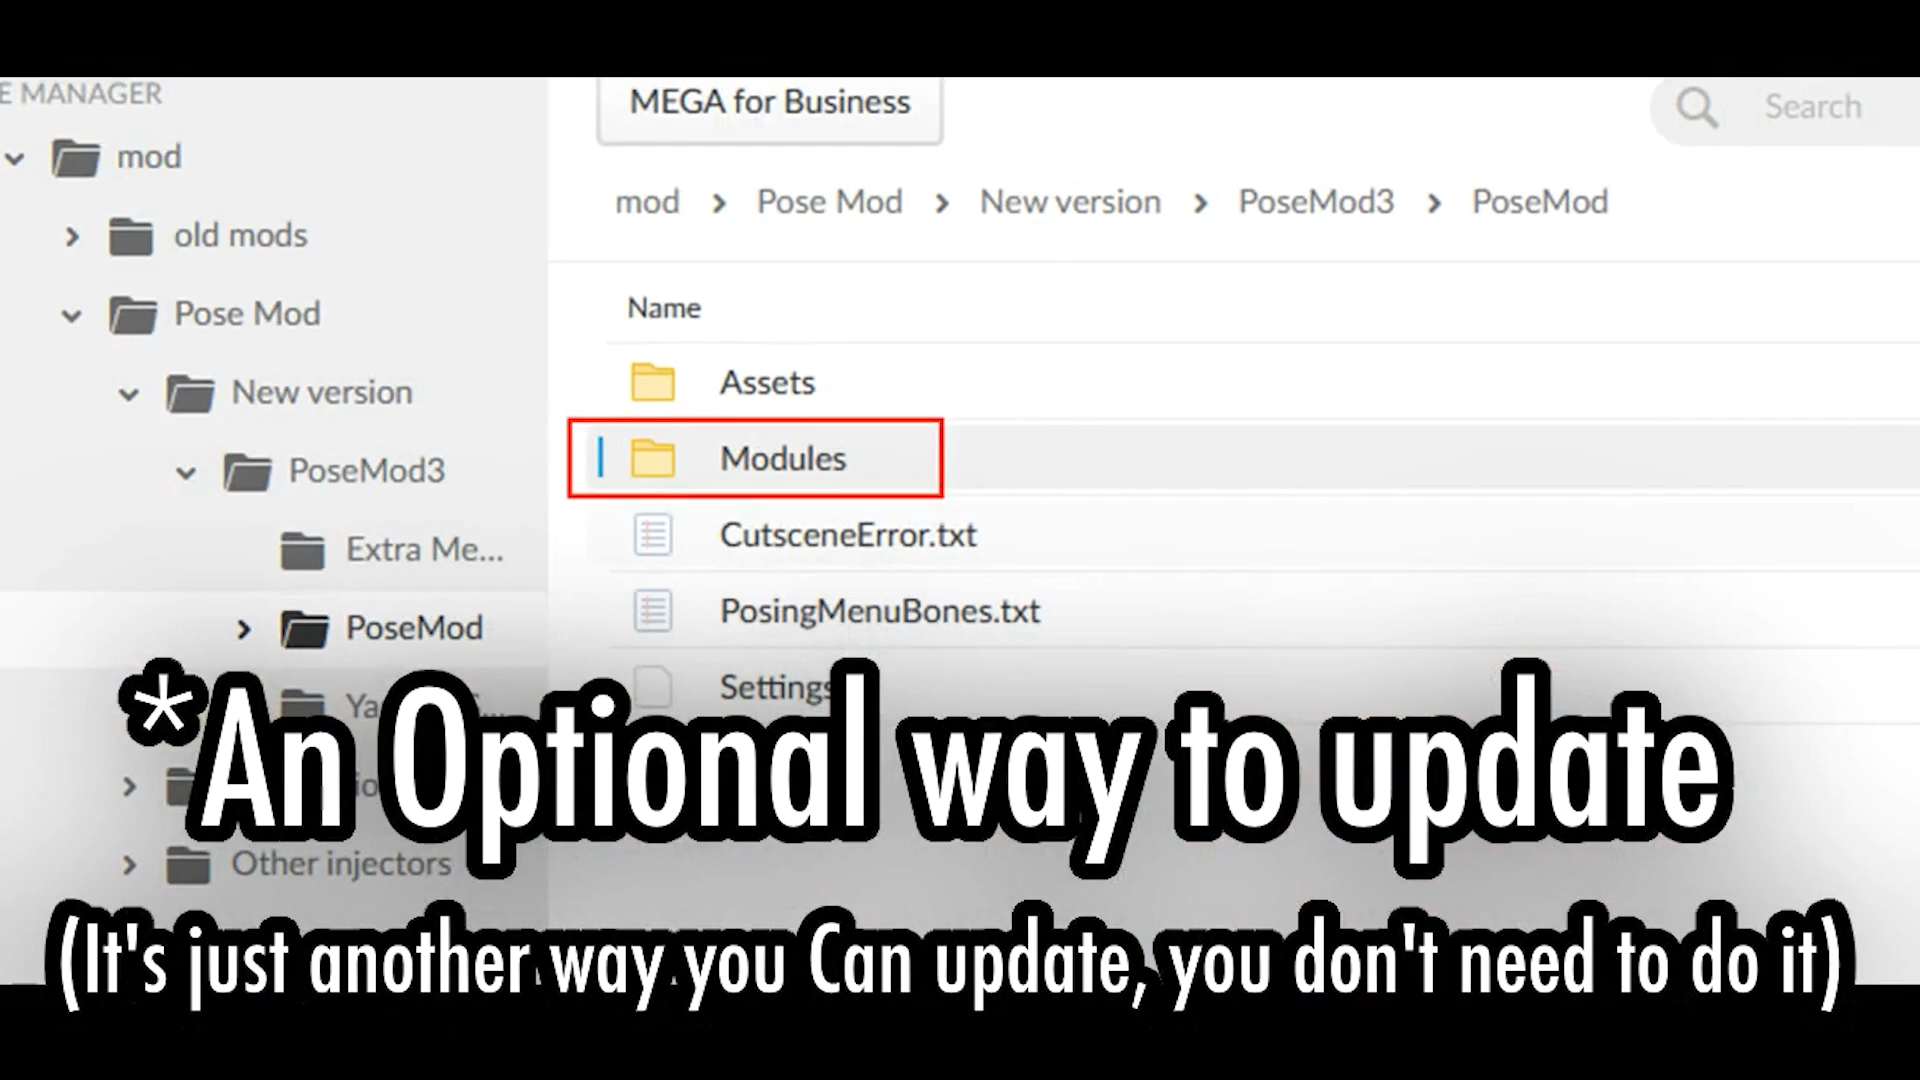 E MANAGER
MEGA for Business
Search
mod
mod > Pose Mod > New version > PoseMod3 > PoseMod
old mods
Pose Mod
Name
New version
Assets
PoseMod3
Modules
Extra Me...
CutsceneError.txt
PoseMod
PosingMenuBones.txt
Ya
Settings
*An Optional way to update
Other injectors
(It's just another way you Can update, you don't need to do it)